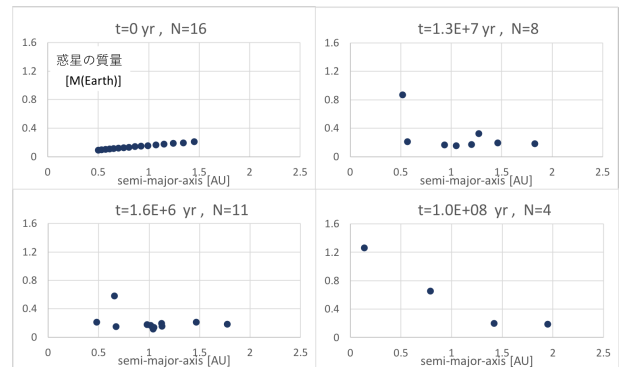 t=0 yr , N=16
1.6
惑星の質量
[M(Earth)]
1.2
0.8
0.4
0
0 0.5 1 1.5 2 2.5
semi-major-axis [AU]
t=1.3E+7 yr , N=8
1.6
1.2
0.8
0.4
0
0 0.5 1 1.5 2 2.5
semi-major-axis [AU]
t=1.6E+6 yr , N=11
1.6
1.2
0.8
0.4
0
0 0.5 1 1.5 2 2.5
semi-major-axis [AU]
t=1.0E+08 yr , N=4
1.6
1.2
0.8
0.4
0
0 0.5 1 1.5 2 2.5
semi-major-axis [AU]